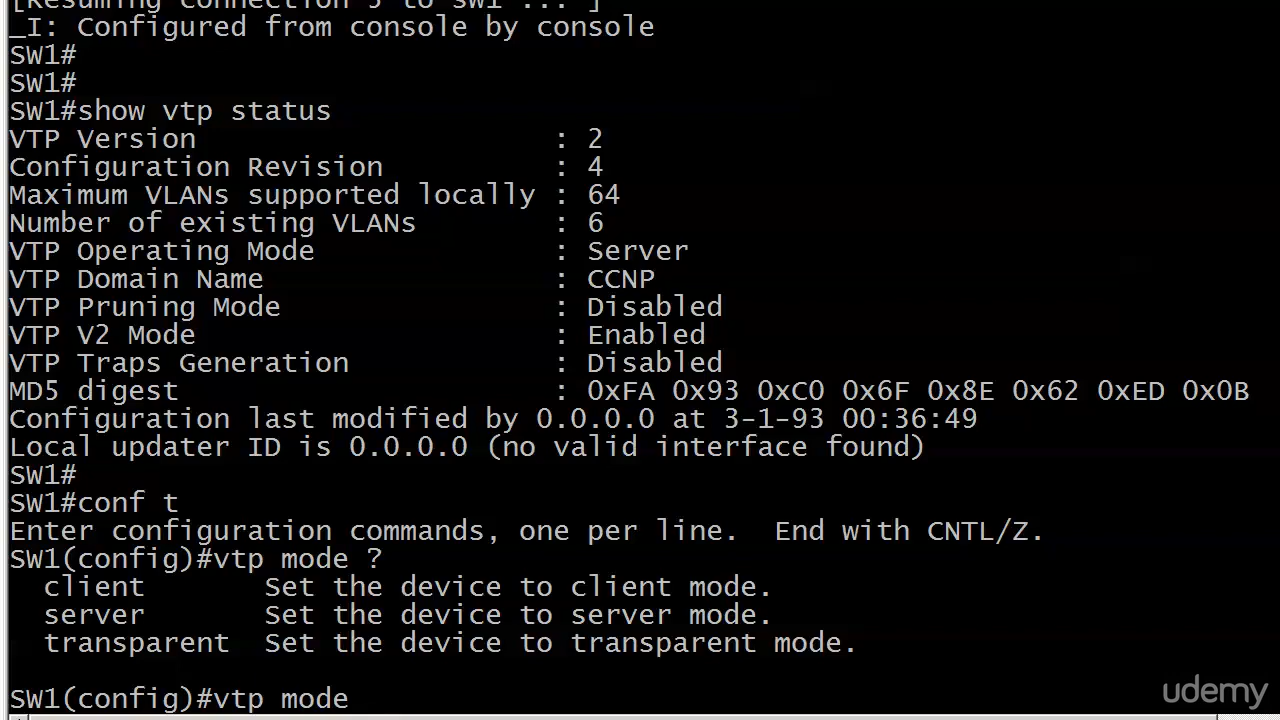 [Resuming connection 5 to sw1 ... ]
_I: Configured from console by console
SW1#
SW1#
SW1#show vtp status
VTP Version                     : 2
Configuration Revision          : 4
Maximum VLANs supported locally : 64
Number of existing VLANs        : 6
VTP Operating Mode              : Server
VTP Domain Name                 : CCNP
VTP Pruning Mode                : Disabled
VTP V2 Mode                     : Enabled
VTP Traps Generation            : Disabled
MD5 digest                      : 0xFA 0x93 0xC0 0x6F 0x8E 0x62 0xED 0x0B
Configuration last modified by 0.0.0.0 at 3-1-93 00:36:49
Local updater ID is 0.0.0.0 (no valid interface found)
SW1#
SW1#conf t
Enter configuration commands, one per line.  End with CNTL/Z.
SW1(config)#vtp mode ?
  client       Set the device to client mode.
  server       Set the device to server mode.
  transparent  Set the device to transparent mode.
SW1(config)#vtp mode
udemy